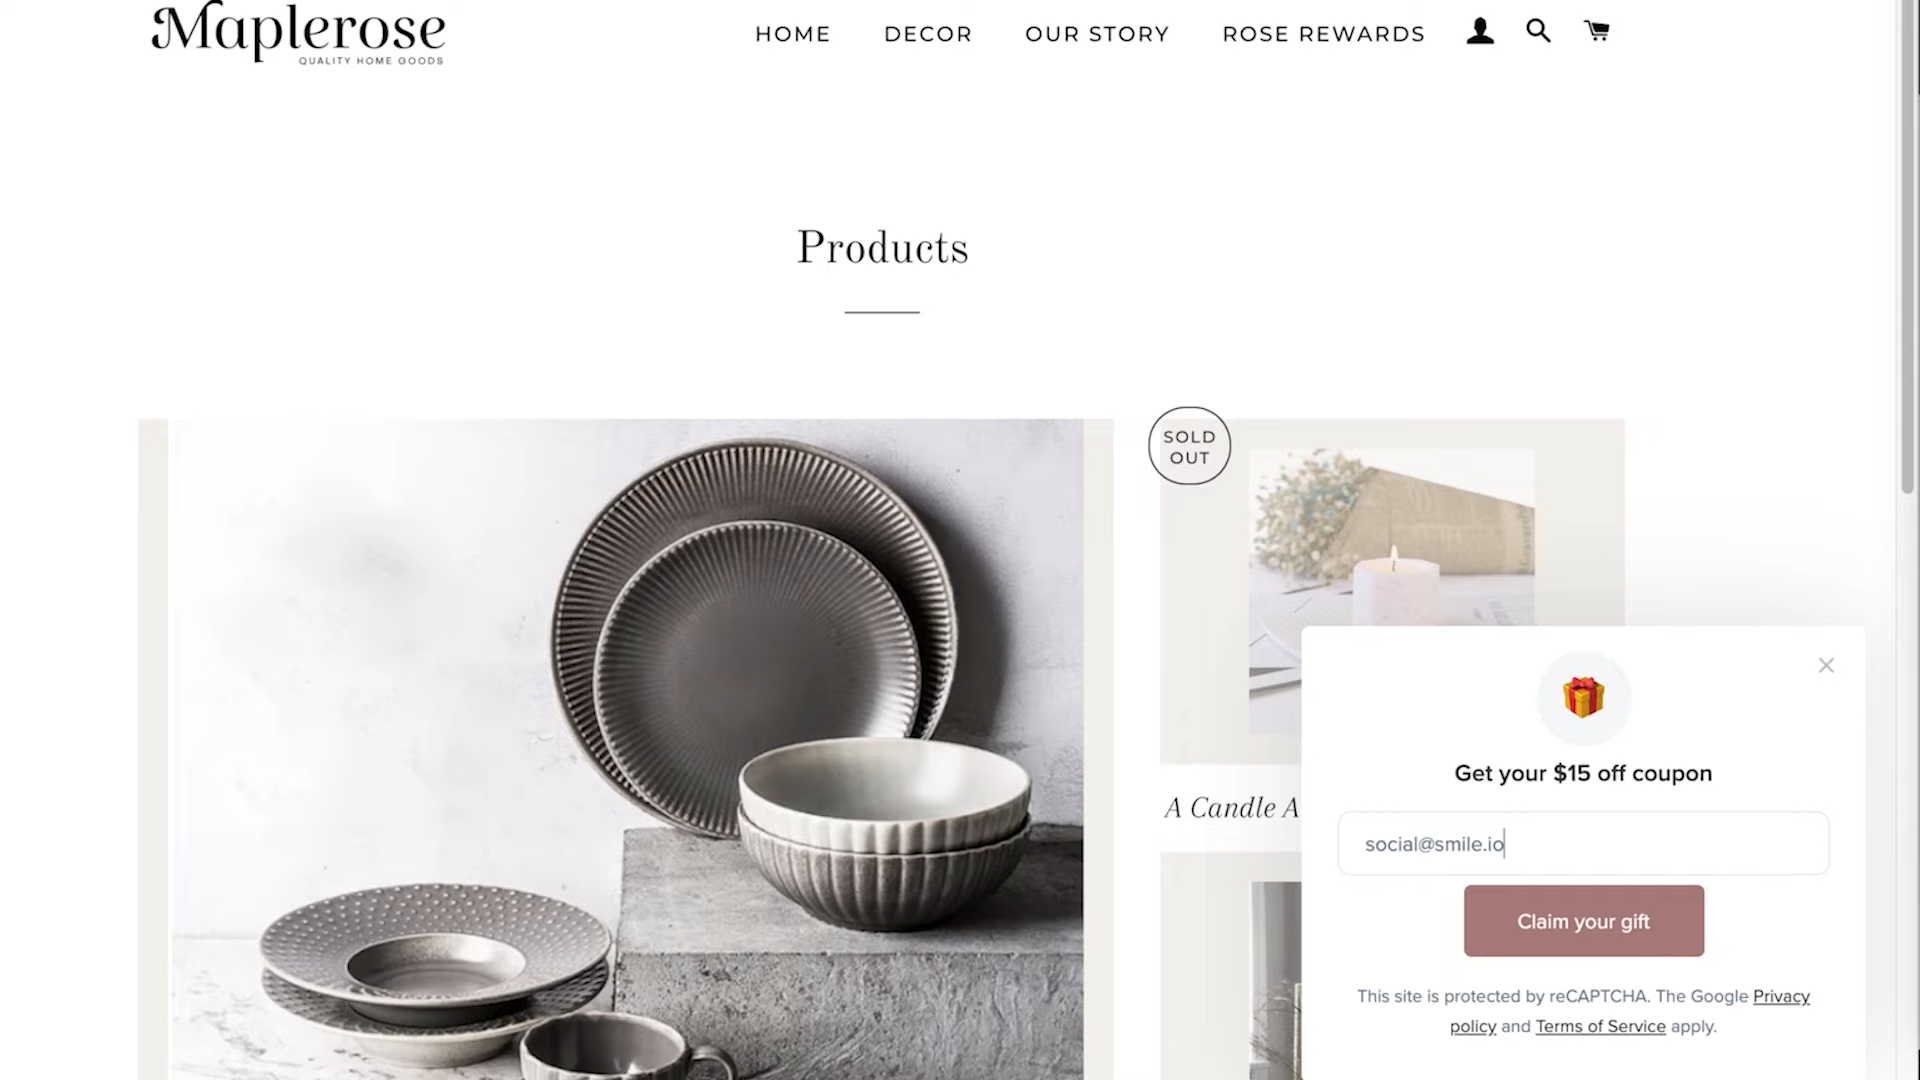 Maplerose
QUALITY HOME GOODS
HOME DECOR OUR STORY ROSE REWARDS
Products
SOLD
OUT
A Candle A
Get your $15 off coupon
social@smile.io
Claim your gift
This site is protected by reCAPTCHA. The Google Privacy
policy and Terms of Service apply.